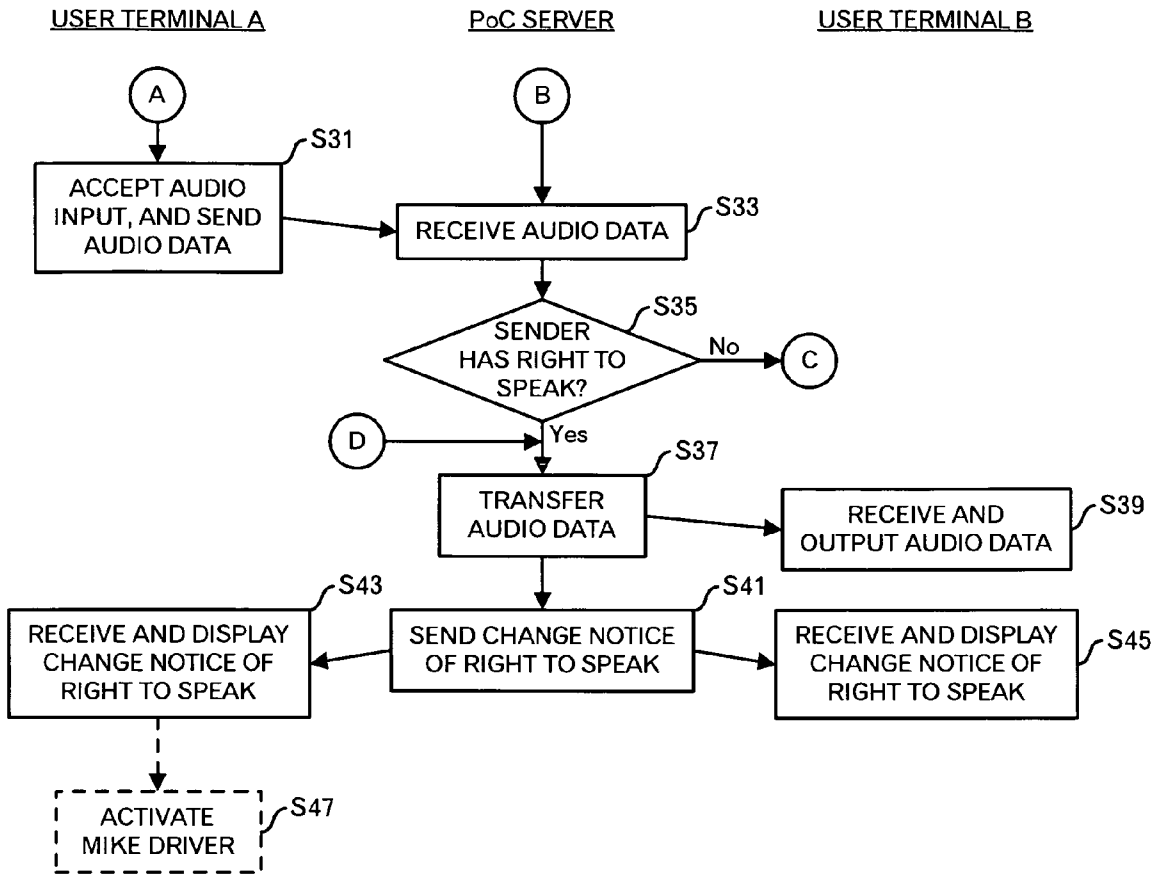 USER TERMINAL A
PoC SERVER
USER TERMINAL B
A
B
S31
ACCEPT AUDIO
INPUT, AND SEND
AUDIO DATA
S33
RECEIVE AUDIO DATA
S35
SENDER
HAS RIGHT TO
SPEAK?
No
C
D
Yes
S37
TRANSFER
AUDIO DATA
S39
RECEIVE AND
OUTPUT AUDIO DATA
S43
RECEIVE AND DISPLAY
CHANGE NOTICE OF
RIGHT TO SPEAK
S41
SEND CHANGE NOTICE
OF RIGHT TO SPEAK
S45
RECEIVE AND DISPLAY
CHANGE NOTICE OF
RIGHT TO SPEAK
S47
ACTIVATE
MIKE DRIVER